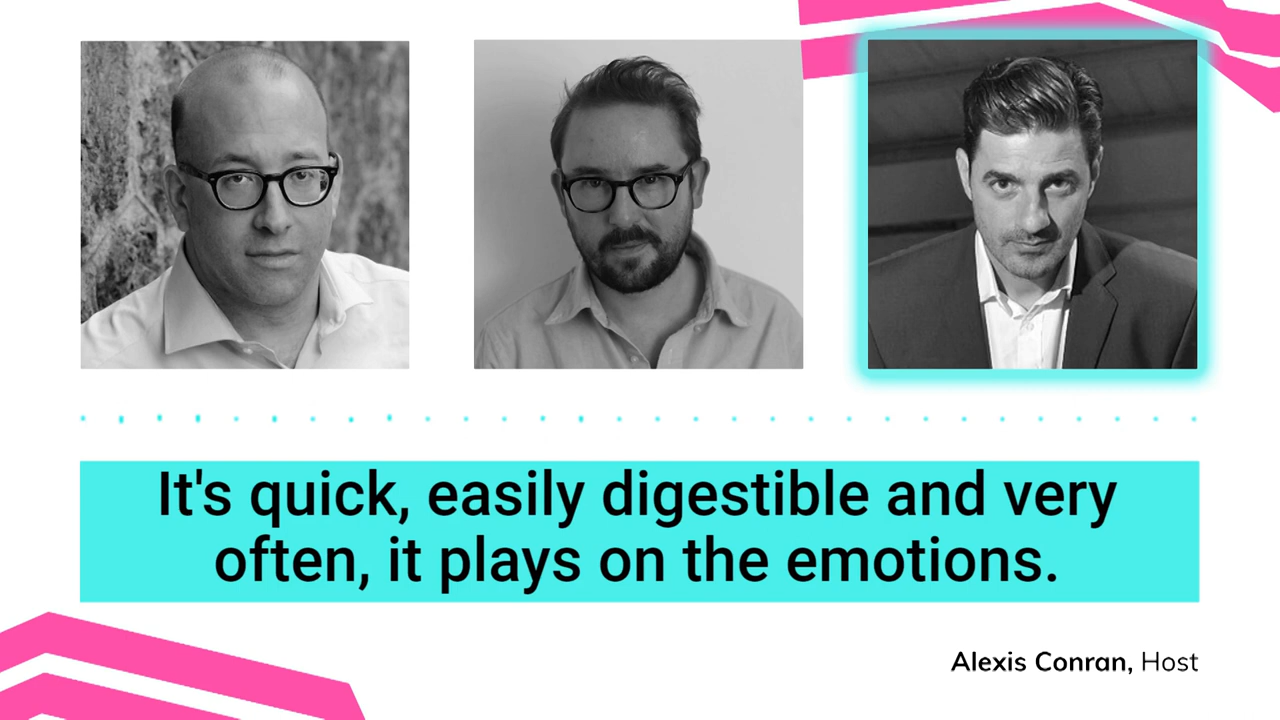 It's quick, easily digestible and very
often, it plays on the emotions.
Alexis Conran, Host